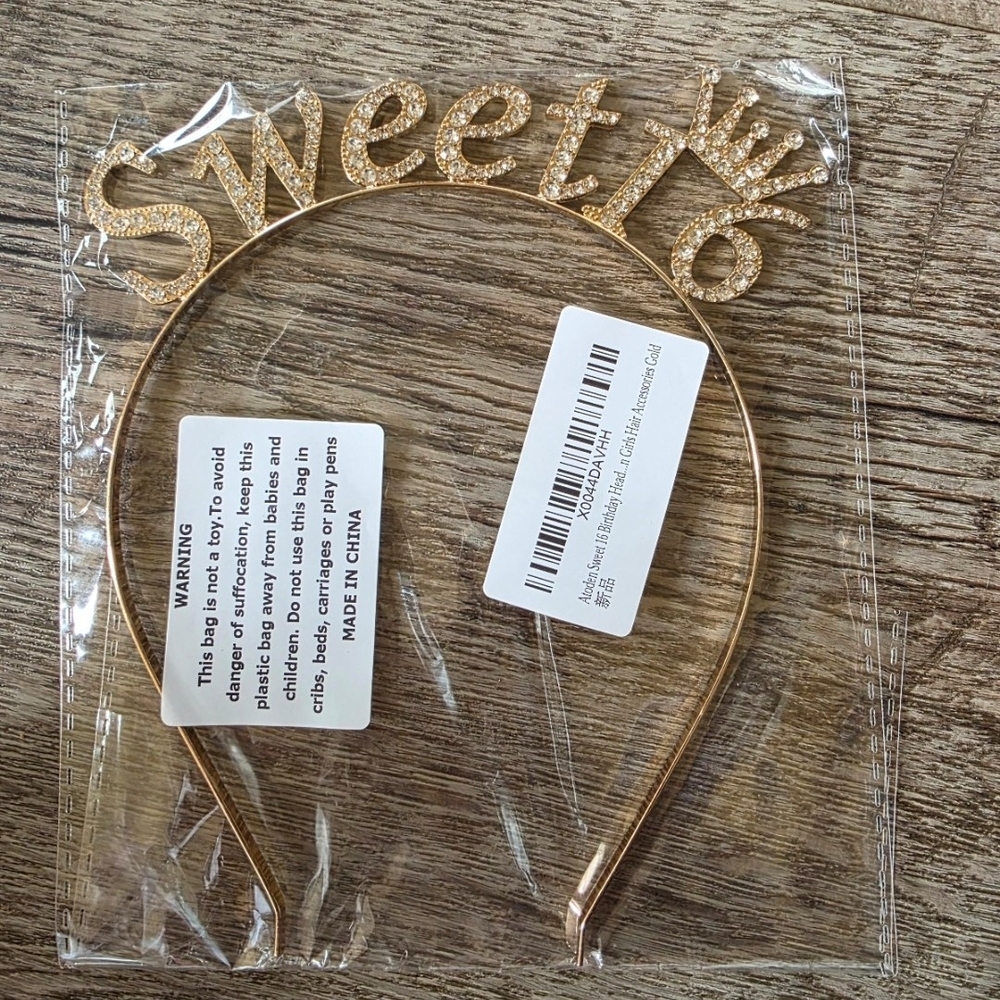 Sweet 16
WARNING
This bag is not a toy.To avoid
danger of suffocation, keep this
plastic bag away from babies and
children. Do not use this bag in
cribs, beds, carriages or play pens
MADE IN CHINA
X0044DAVHH
Atoden Sweet 16 Birthday Head...n Girls Hair Accessories Gold
新品